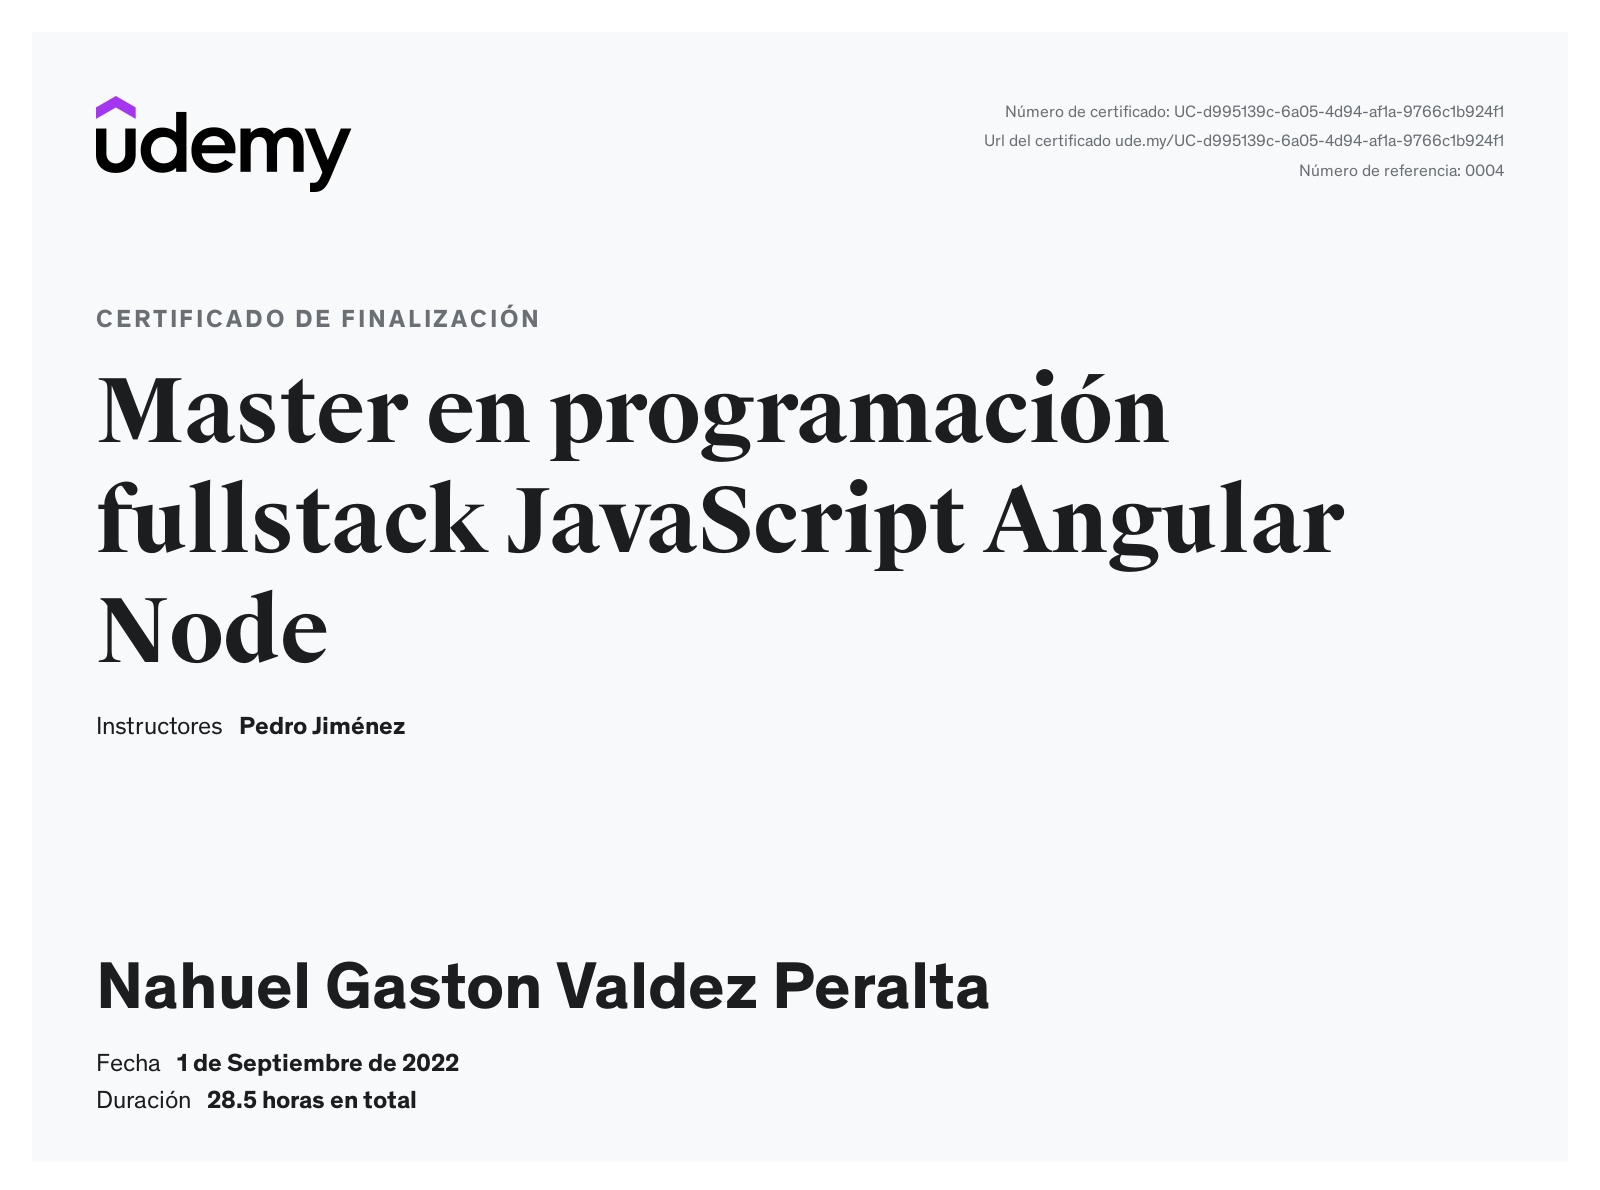 udemy
Número de certificado: UC-d995139c-6a05-4d94-af1a-9766c1b924f1
Url del certificado ude.my/UC-d995139c-6a05-4d94-af1a-9766c1b924f1
Número de referencia: 0004
CERTIFICADO DE FINALIZACIÓN
Master en programación
fullstack JavaScript Angular
Node
Instructores Pedro Jiménez
Nahuel Gaston Valdez Peralta
Fecha 1 de Septiembre de 2022
Duración 28.5 horas en total